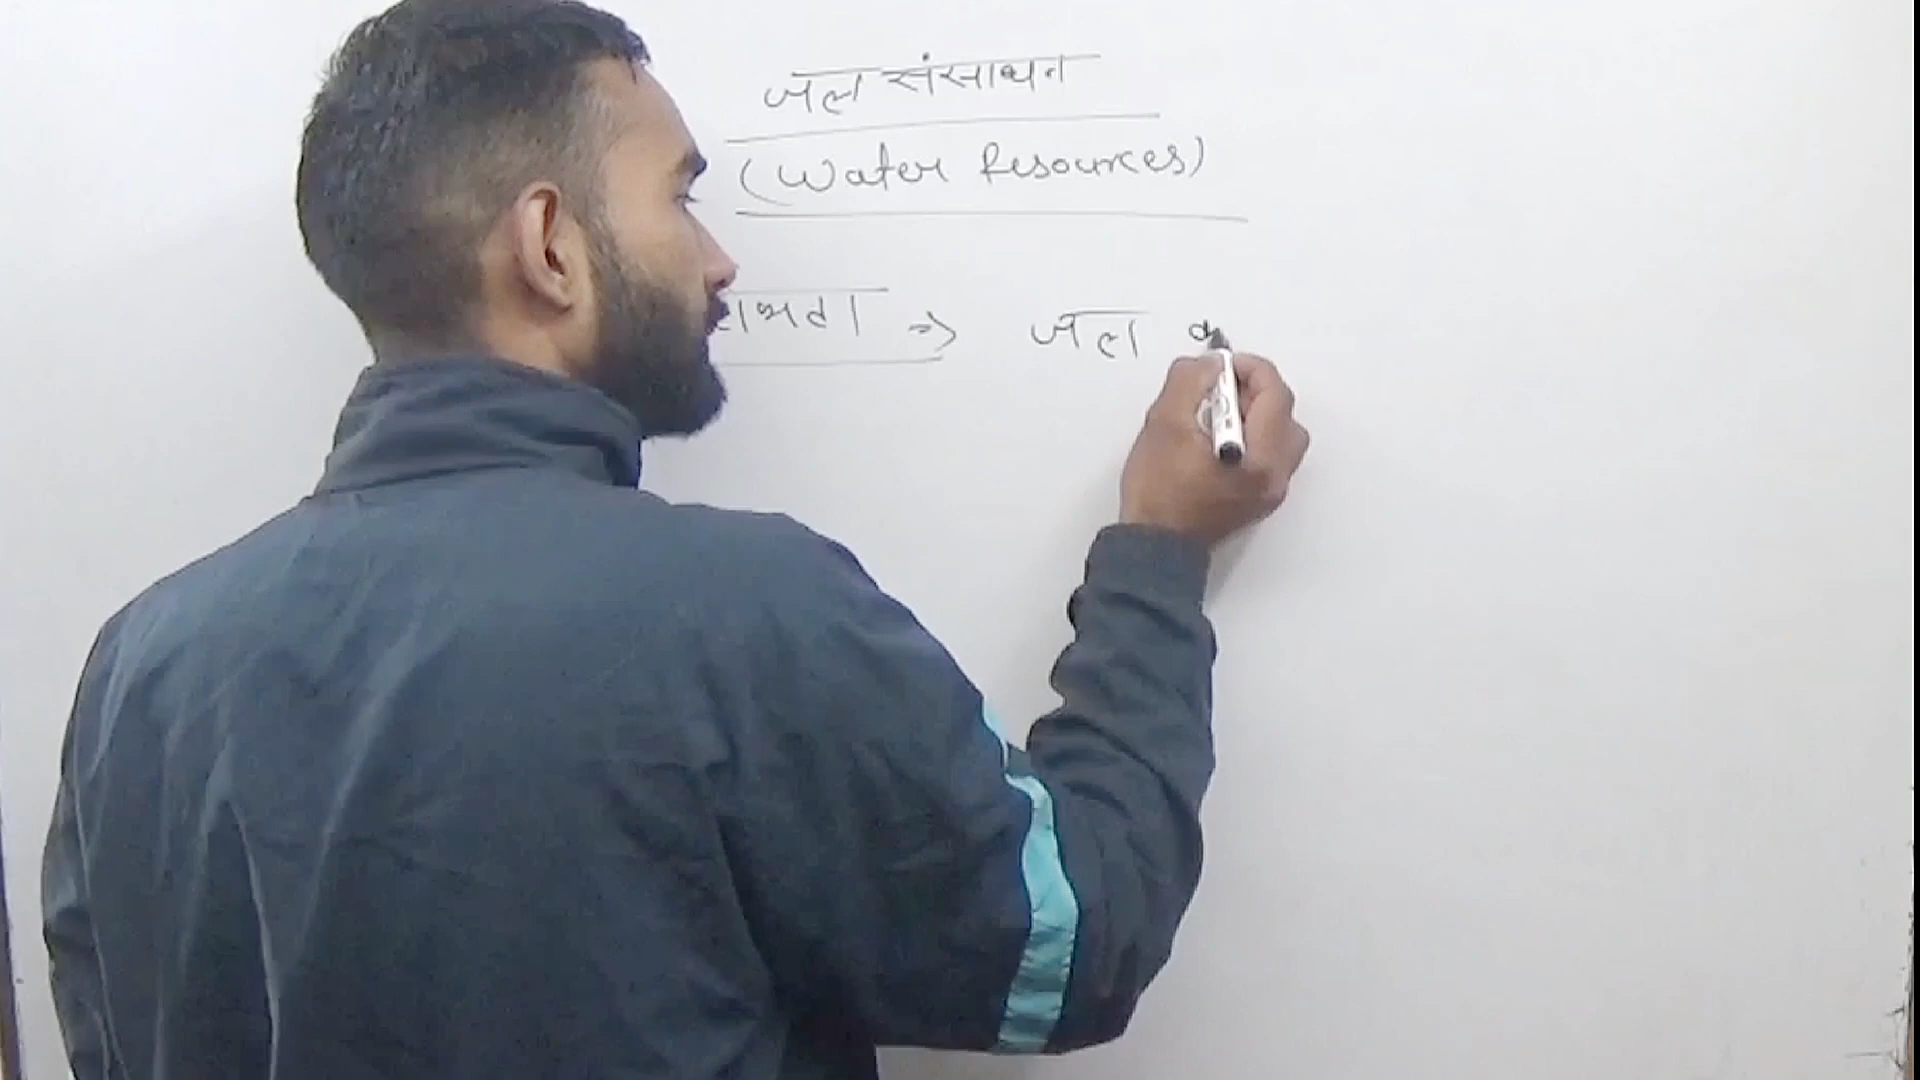 जल संसाधन
(Water Resources)
⇒ जल